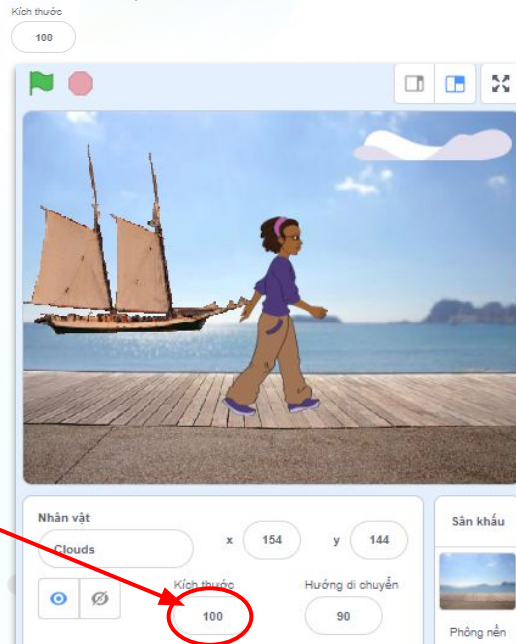 Kích thước
100
Nhân vật
Clouds
x 154
y 144
Kích thước
100
Hướng di chuyển
90
Sân khấu
Phông nền